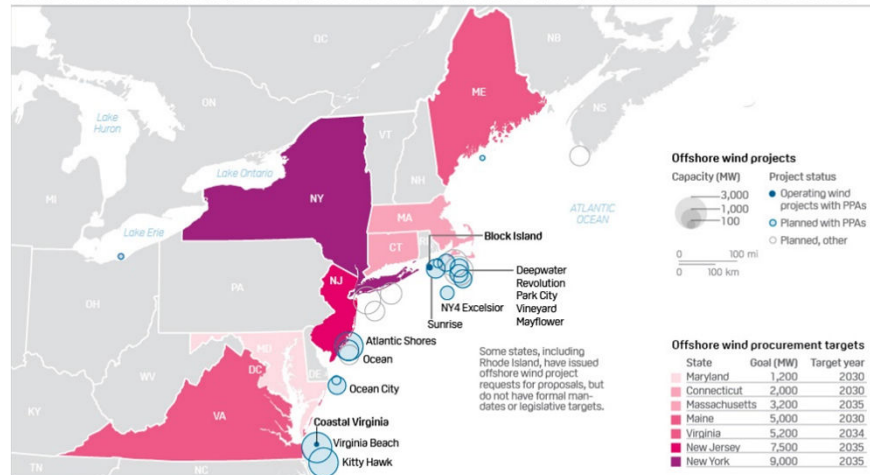 QC
NB
ON
ME
NS
Lake
Huron
VT
Lake Ontario
NH
NY
MI
MA
ATLANTIC
OCEAN
Lake Erie
CT
Block Island
PA
NJ
OH
Deepwater
Revolution
Park City
Vineyard
Mayflower
NY4 Excelsior
Sunrise
Atlantic Shores
Ocean
MD
DC
DE
WV
Ocean City
KY
VA
Coastal Virginia
Virginia Beach
Kitty Hawk
TN
NC
Some states, including
Rhode Island, have issued
offshore wind project
requests for proposals, but
do not have formal man-
dates or legislative targets.
Offshore wind projects
Capacity (MW) Project status
3,000
1,000
100
Operating wind
projects with PPAs
Planned with PPAs
Planned, other
0 100 mi
0 100 km
Offshore wind procurement targets
State Goal (MW) Target year
Maryland 1,200 2030
Connecticut 2,000 2030
Massachusetts 3,200 2035
Maine 5,000 2030
Virginia 5,200 2034
New Jersey 7,500 2035
New York 9,000 2035